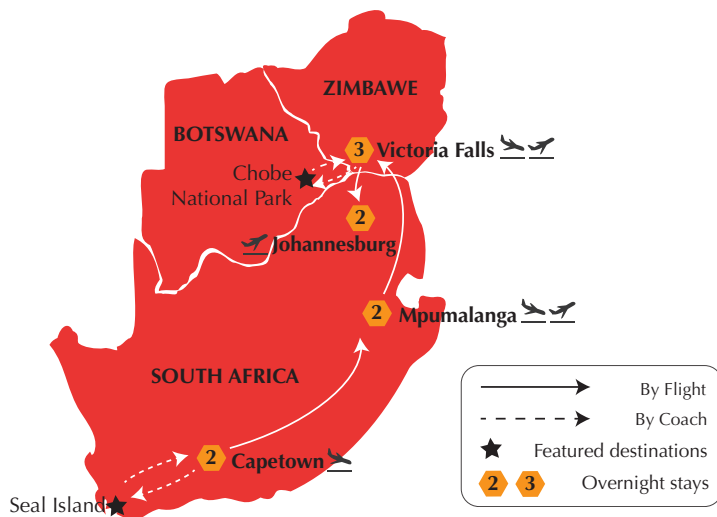 ZIMBAWE
BOTSWANA
3 Victoria Falls
Chobe
National Park
2
Johannesburg
2 Mpumalanga
SOUTH AFRICA
2 Capetown
Seal Island
By Flight
By Coach
Featured destinations
2 3 Overnight stays